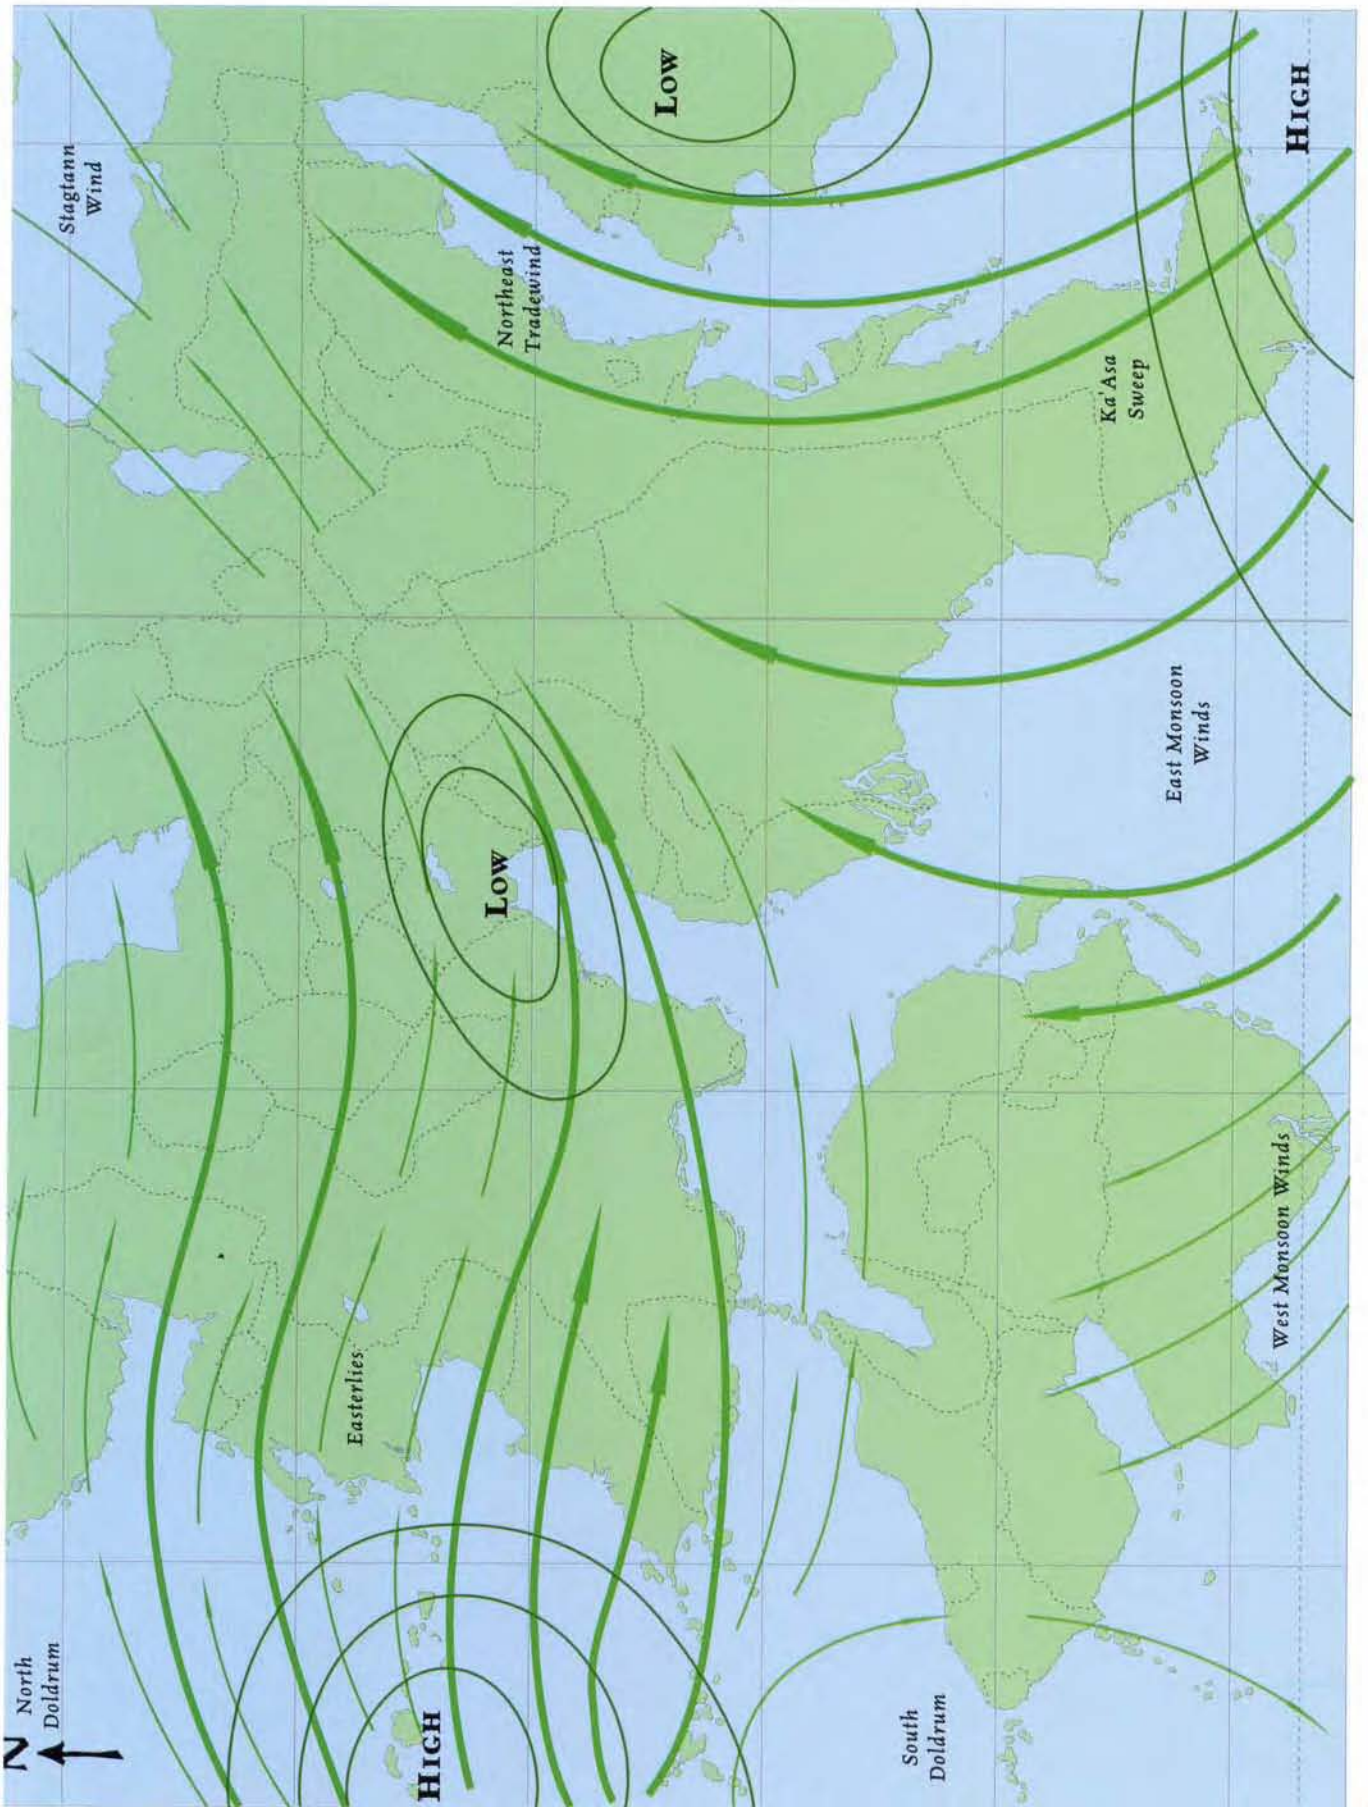 Stagtann
Wind
LOW
HIGH
Northeast
Tradewind
Ka'Asa
Sweep
East Monsoon
Winds
LOW
West Monsoon Winds
Easterlies
North
Doldrum
N
HIGH
South
Doldrum